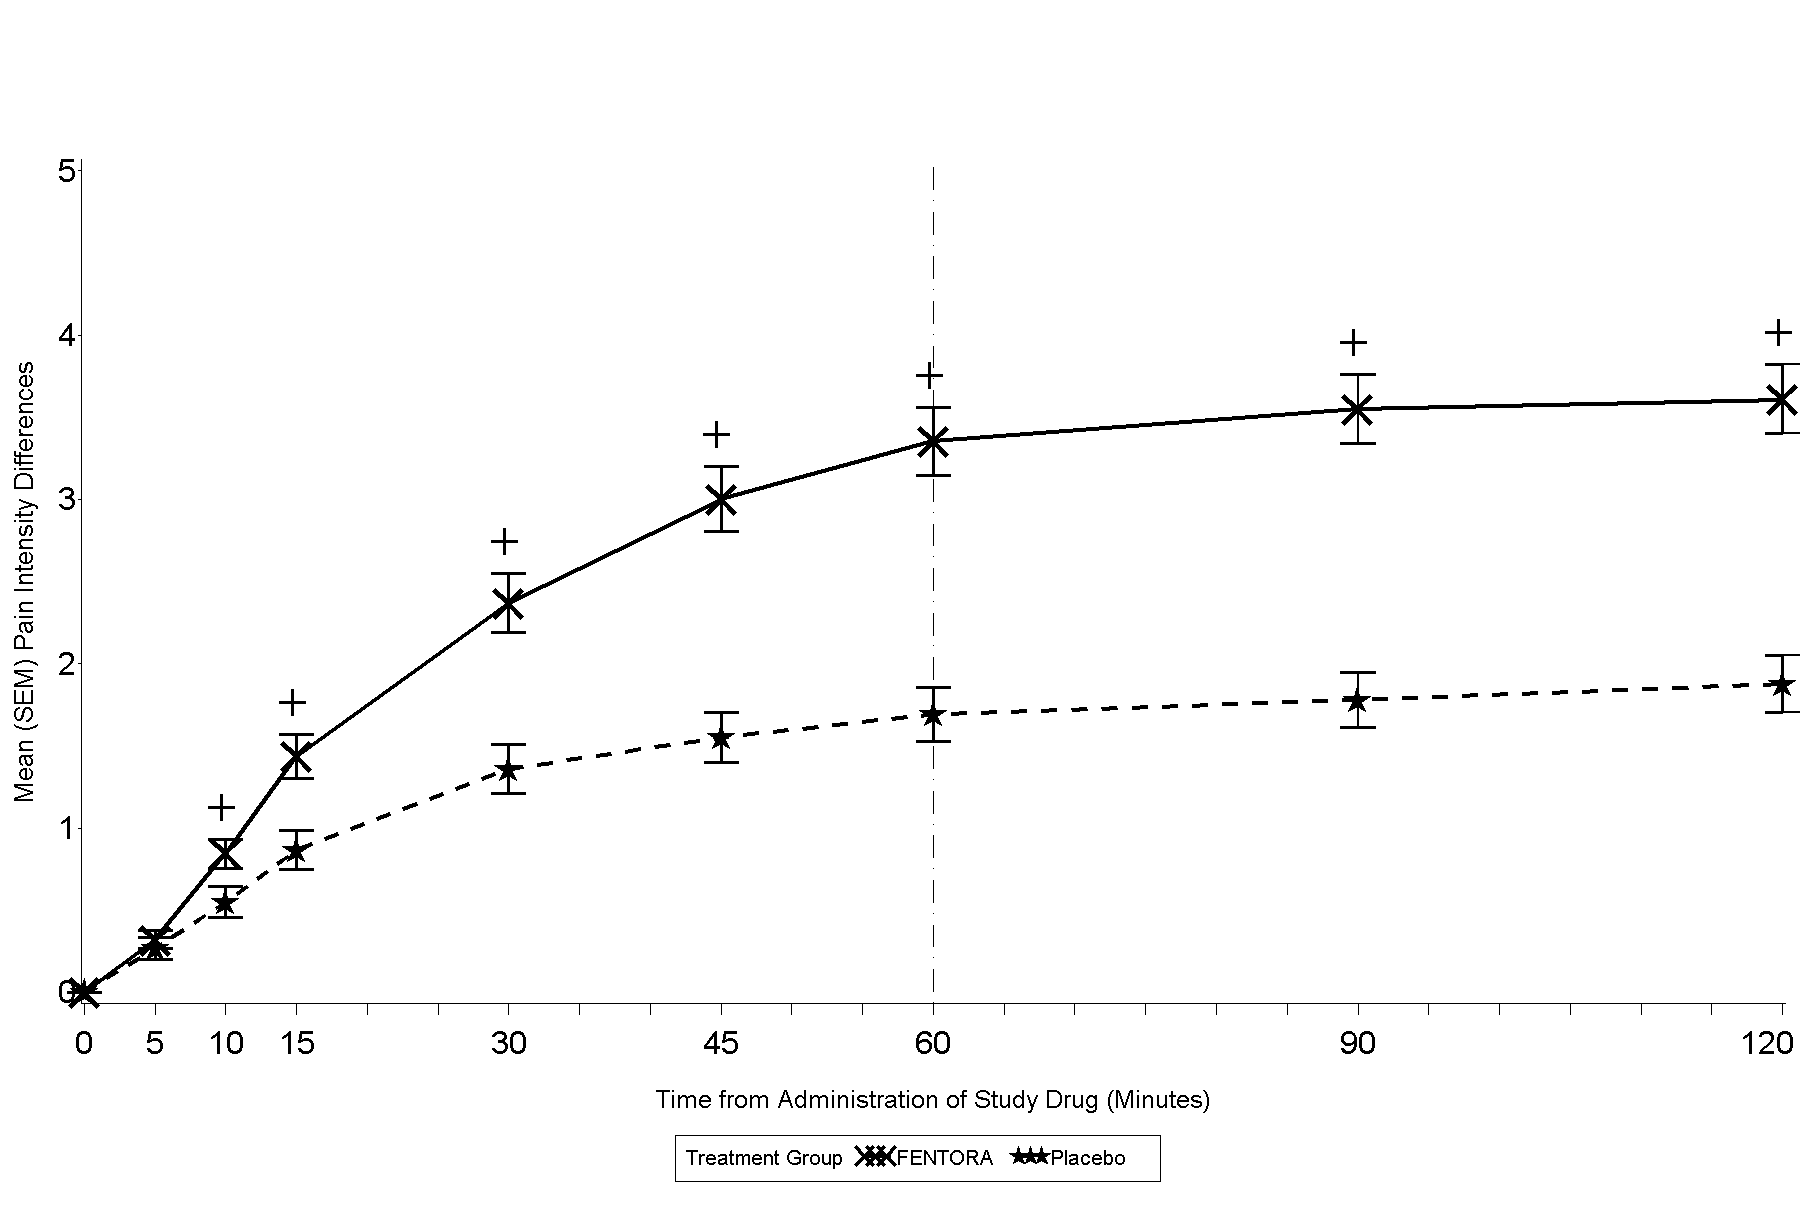 5
4
3
2
1
0
Mean (SEM) Pain Intensity Differences
+ + + + + + + +
0 5 10 15 30 45 60 90 120
Time from Administration of Study Drug (Minutes)
Treatment Group FENTORA Placebo